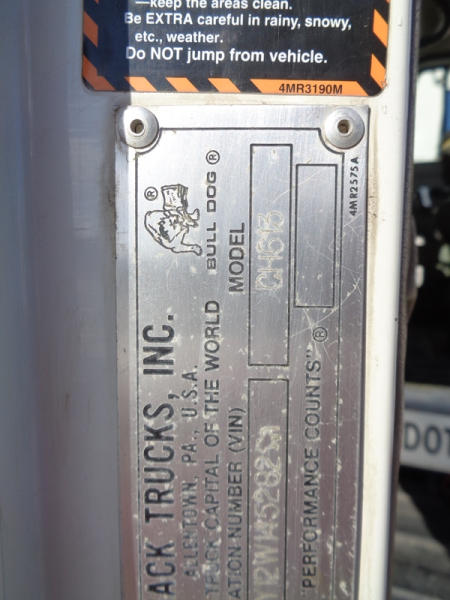 —keep the areas clean.
Be EXTRA careful in rainy, snowy,
etc., weather.
Do NOT jump from vehicle.
4MR3190M
ACK TRUCKS, INC.
ALLENTOWN, PA., U.S.A.
TRUCK CAPITAL OF THE WORLD
BULL DOG ®
®
ATION NUMBER (VIN)
MODEL
CH613
"PERFORMANCE COUNTS"®
4MR2575A
DOT